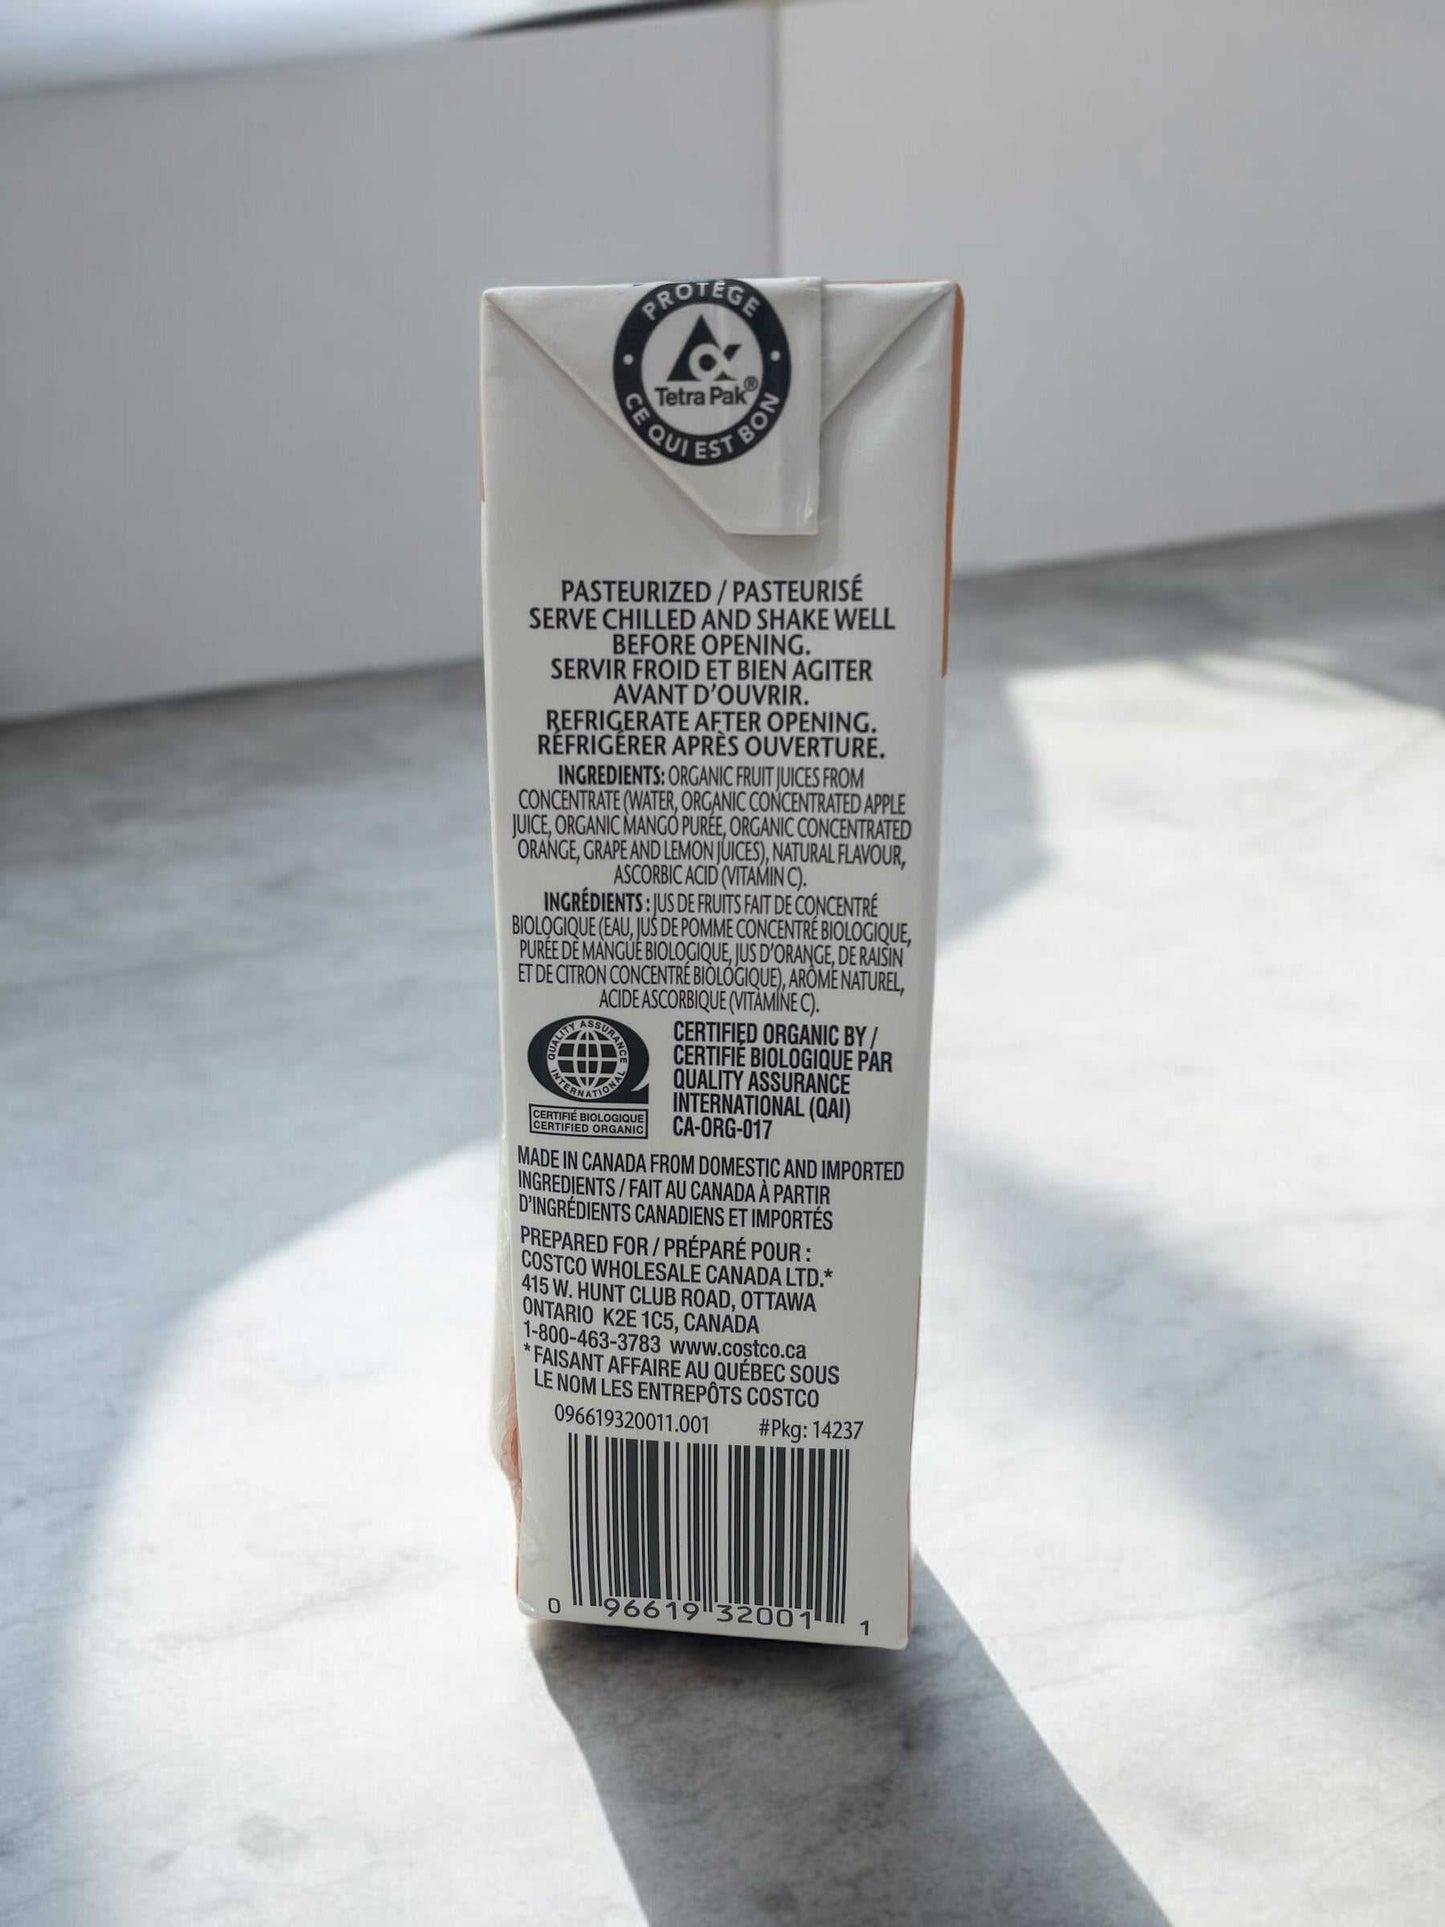 PROTÈGE
Tetra Pak®
CE QUI EST BON
PASTEURIZED / PASTEURISÉ
SERVE CHILLED AND SHAKE WELL
BEFORE OPENING.
SERVIR FROID ET BIEN AGITER
AVANT D'OUVRIR.
REFRIGERATE AFTER OPENING.
RÉFRIGÉRER APRÈS OUVERTURE.
INGREDIENTS: ORGANIC FRUIT JUICES FROM
CONCENTRATE (WATER, ORGANIC CONCENTRATED APPLE
JUICE, ORGANIC MANGO PURÉE, ORGANIC CONCENTRATED
ORANGE, GRAPE AND LEMON JUICES), NATURAL FLAVOUR,
ASCORBIC ACID (VITAMIN C).
INGRÉDIENTS : JUS DE FRUITS FAIT DE CONCENTRÉ
BIOLOGIQUE (EAU, JUS DE POMME CONCENTRÉ BIOLOGIQUE,
PURÉE DE MANGUE BIOLOGIQUE, JUS D'ORANGE, DE RAISIN
ET DE CITRON CONCENTRÉ BIOLOGIQUE), ARÔME NATUREL,
ACIDE ASCORBIQUE (VITAMINE C).
QUALITY ASSURANCE
INTERNATIONAL
CERTIFIÉ BIOLOGIQUE
CERTIFIED ORGANIC
CERTIFIED ORGANIC BY /
CERTIFIÉ BIOLOGIQUE PAR
QUALITY ASSURANCE
INTERNATIONAL (QAI)
CA-ORG-017
MADE IN CANADA FROM DOMESTIC AND IMPORTED
INGREDIENTS / FAIT AU CANADA À PARTIR
D'INGRÉDIENTS CANADIENS ET IMPORTÉS
PREPARED FOR / PRÉPARÉ POUR :
COSTCO WHOLESALE CANADA LTD.*
415 W. HUNT CLUB ROAD, OTTAWA
ONTARIO K2E 1C5, CANADA
1-800-463-3783 www.costco.ca
* FAISANT AFFAIRE AU QUÉBEC SOUS
LE NOM LES ENTREPÔTS COSTCO
096619320011.001 #Pkg: 14237
0 96619 32001 1